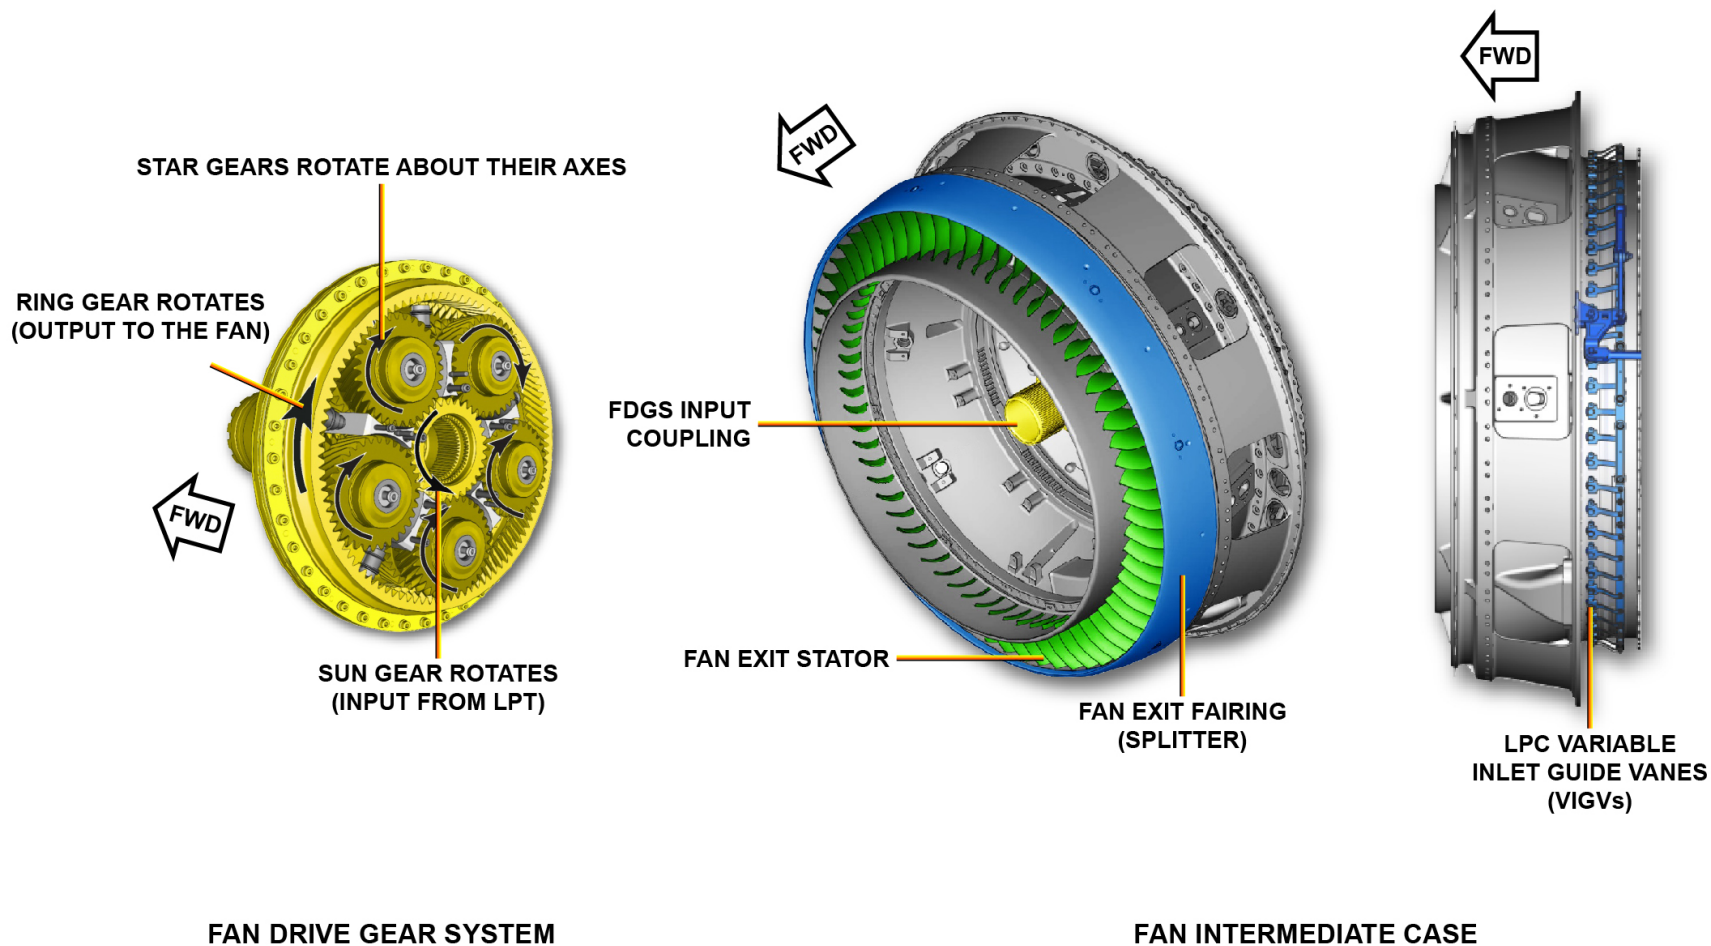 FWD
FWD
STAR GEARS ROTATE ABOUT THEIR AXES
RING GEAR ROTATES
(OUTPUT TO THE FAN)
FDGS INPUT
COUPLING
FWD
FAN EXIT STATOR
SUN GEAR ROTATES
(INPUT FROM LPT)
FAN EXIT FAIRING
(SPLITTER)
LPC VARIABLE
INLET GUIDE VANES
(VIGVs)
FAN DRIVE GEAR SYSTEM
FAN INTERMEDIATE CASE